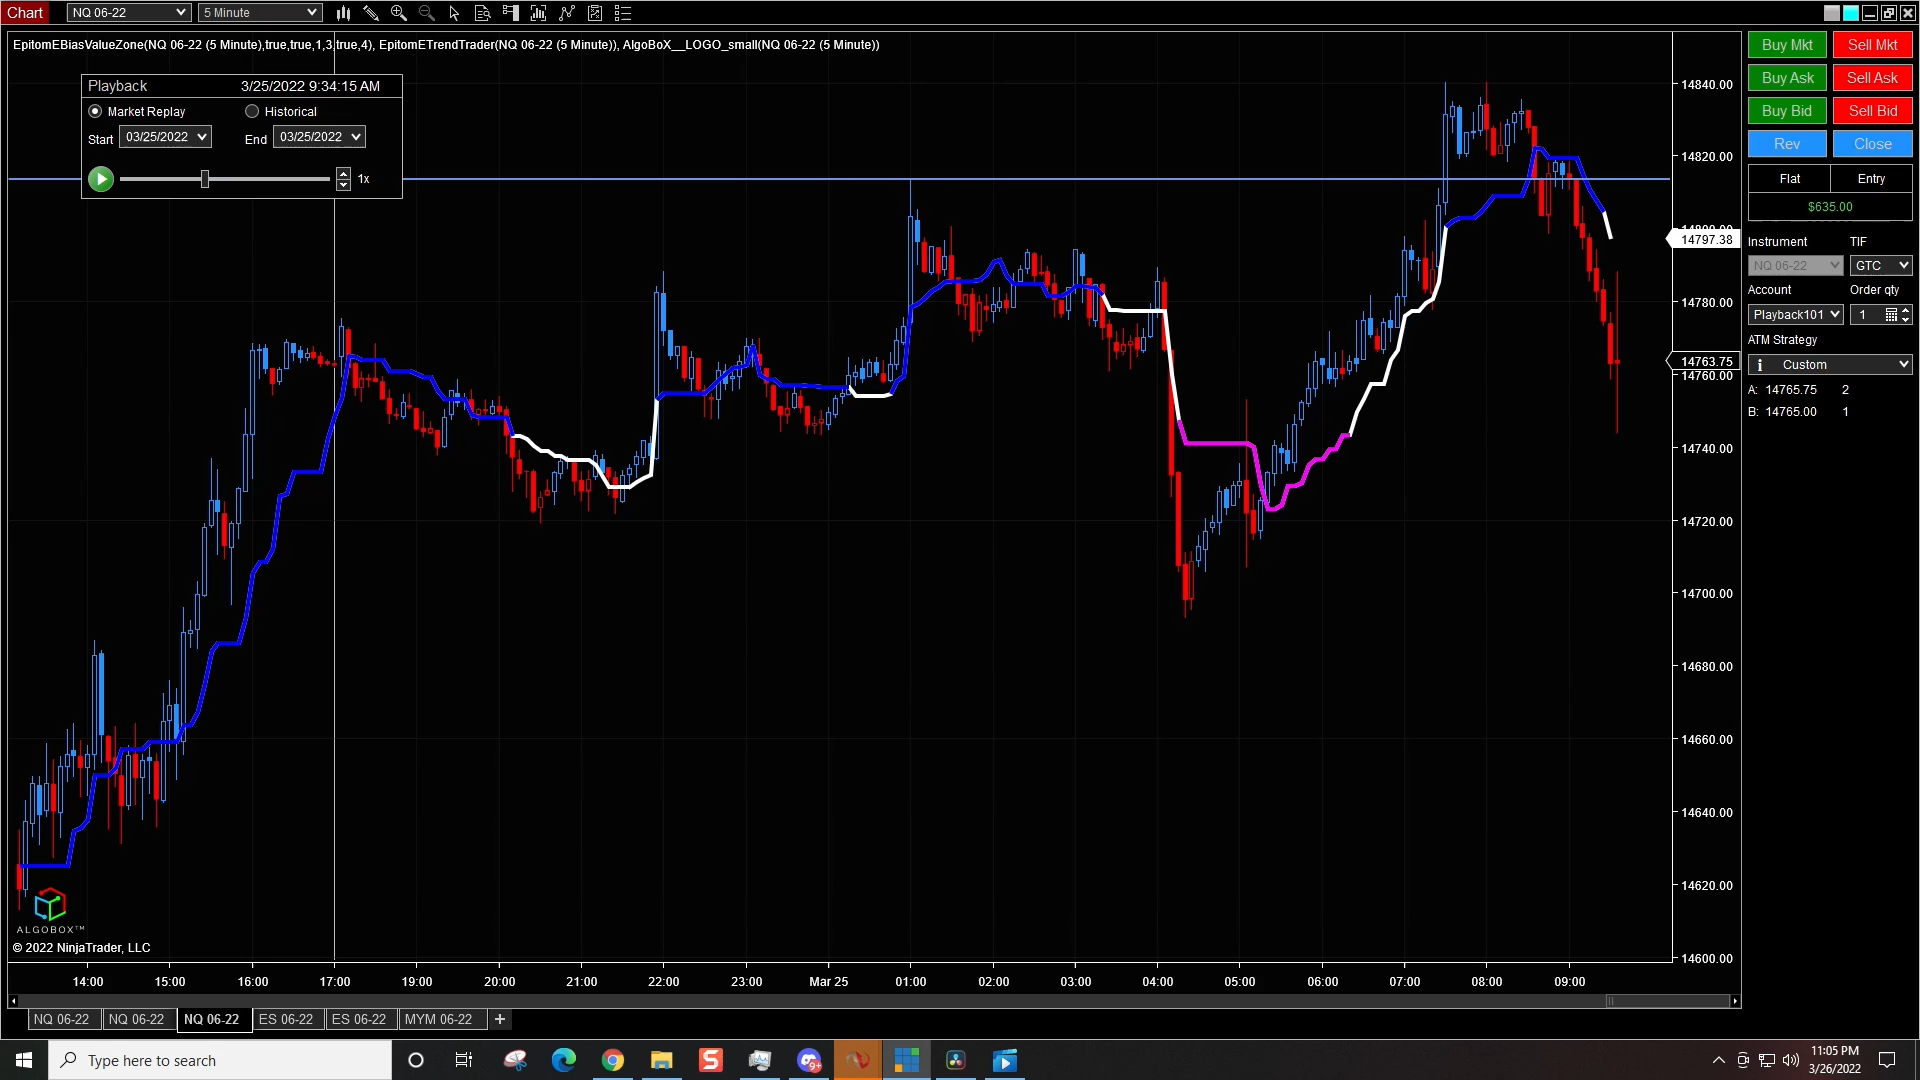 Chart NQ 06-22 5 Minute
EpitomEBiasValueZone(NQ 06-22 (5 Minute),true,true,1,3,true,4), EpitomETrendTrader(NQ 06-22 (5 Minute)), AlgoBoX__LOGO_small(NQ 06-22 (5 Minute))
Playback 3/25/2022 9:34:15 AM
Market Replay Historical
Start 03/25/2022 End 03/25/2022
1x
14840.00
14820.00
14797.38
14780.00
14763.75
14760.00
14740.00
14720.00
14700.00
14680.00
14660.00
14640.00
14620.00
14600.00
Buy Mkt Sell Mkt
Buy Ask Sell Ask
Buy Bid Sell Bid
Rev Close
Flat Entry
$635.00
Instrument TIF
NQ 06-22 GTC
Account Order qty
Playback101 1
ATM Strategy
Custom
A: 14765.75 2
B: 14765.00 1
ALGOBOX™
© 2022 NinjaTrader, LLC
14:00 15:00 16:00 17:00 19:00 20:00 21:00 22:00 23:00 Mar 25 01:00 02:00 03:00 04:00 05:00 06:00 07:00 08:00 09:00
NQ 06-22 NQ 06-22 NQ 06-22 ES 06-22 ES 06-22 MYM 06-22 +
Type here to search
S
9+
11:05 PM
3/26/2022